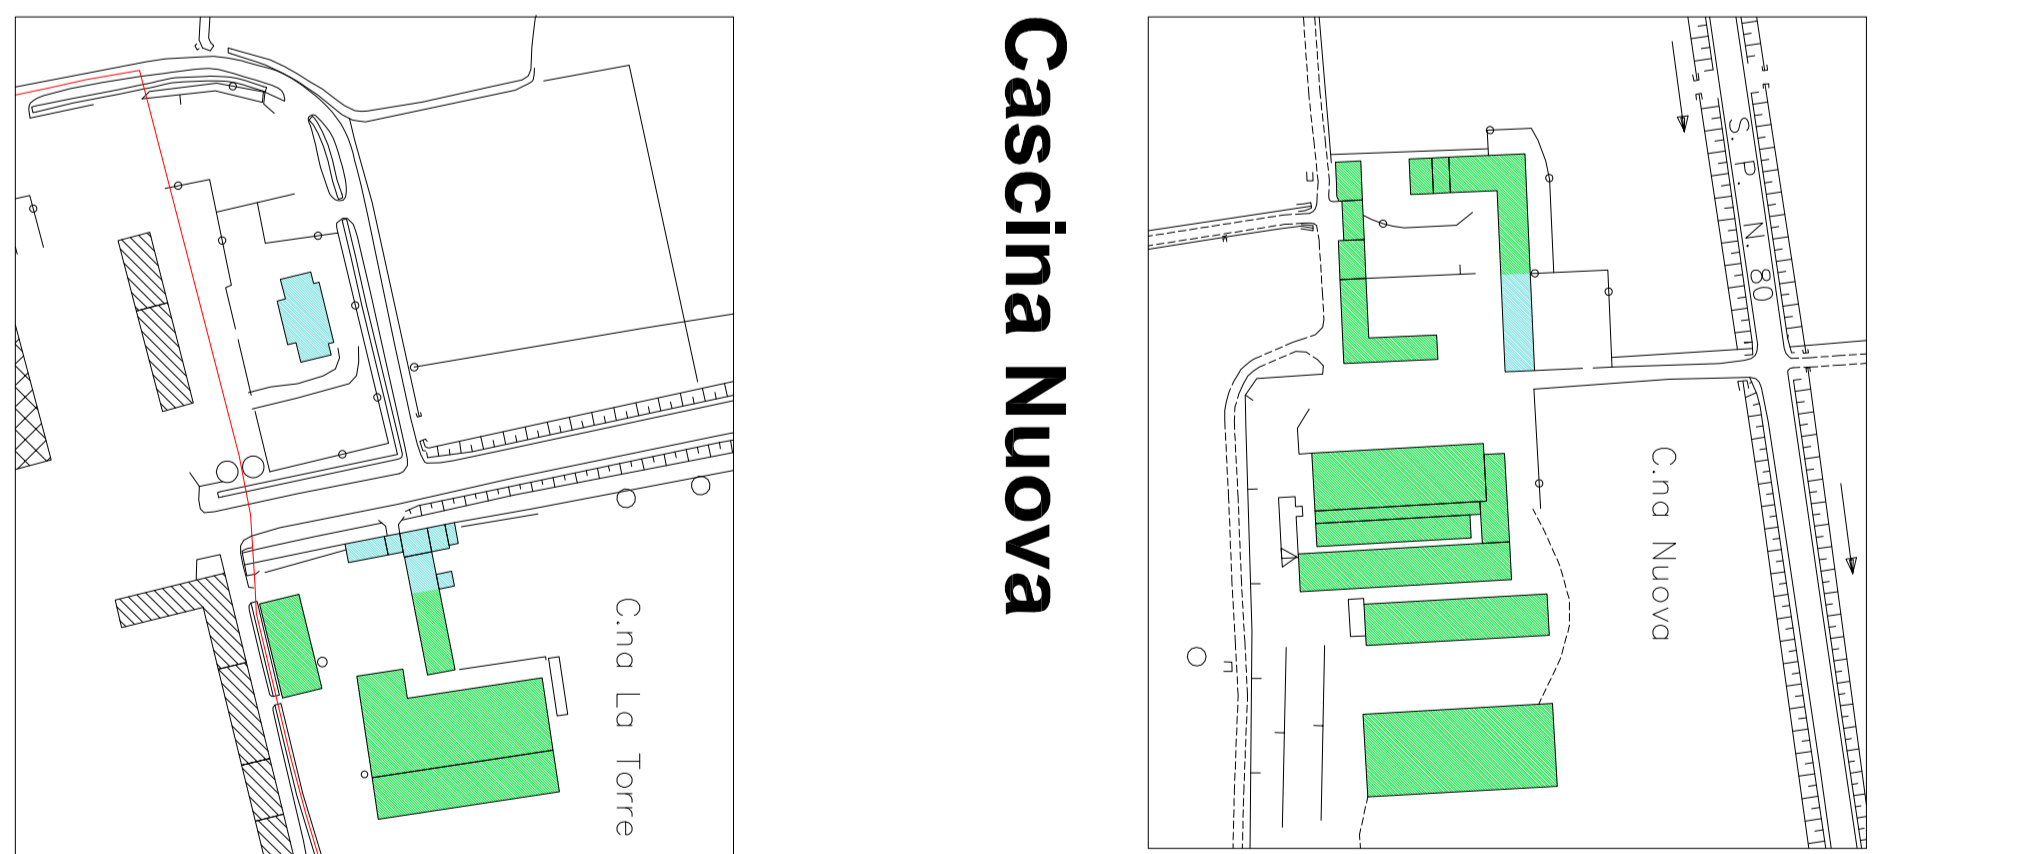 Cascina Nuova
S. P. N. 80
C.na Nuova
C.na La Torre